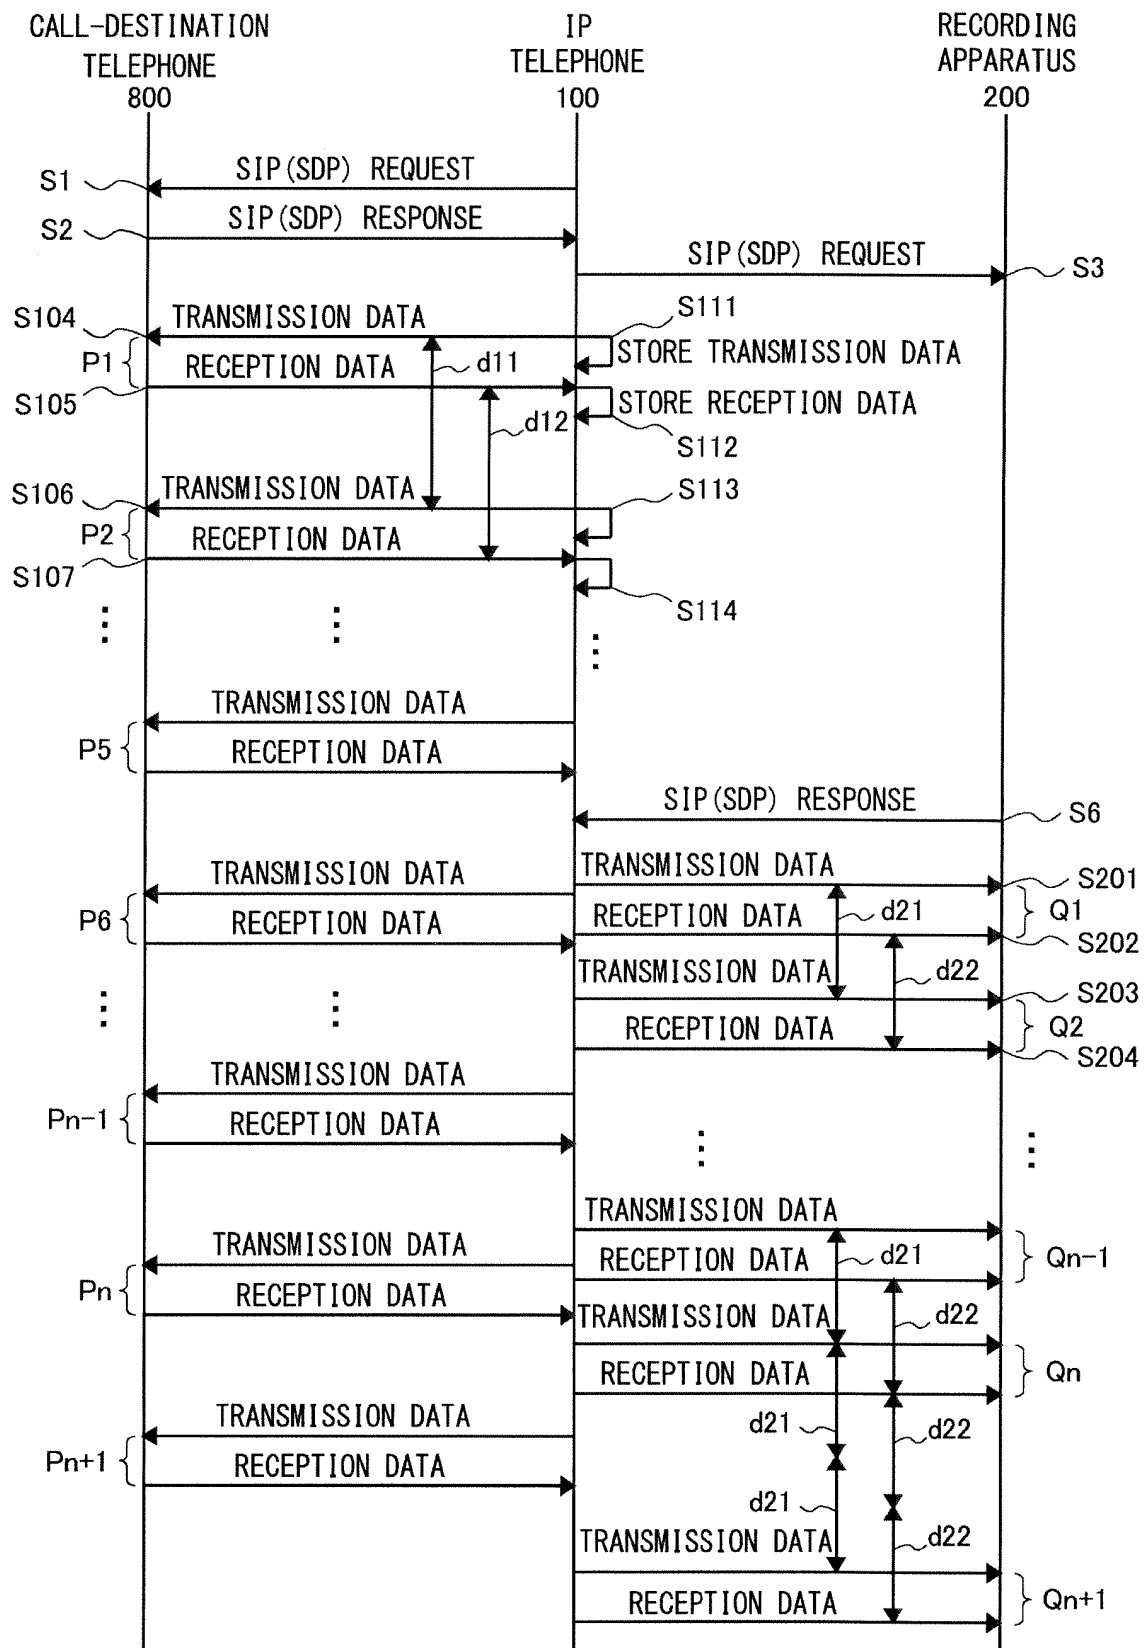 CALL-DESTINATION TELEPHONE 800
IP TELEPHONE 100
RECORDING APPARATUS 200
S1
SIP(SDP) REQUEST
S2
SIP(SDP) RESPONSE
SIP(SDP) REQUEST
S3
S104
TRANSMISSION DATA
S111
P1
RECEPTION DATA
d11
STORE TRANSMISSION DATA
S105
d12
STORE RECEPTION DATA
S112
S106
TRANSMISSION DATA
S113
P2
RECEPTION DATA
S107
S114
⋮
⋮
⋮
TRANSMISSION DATA
P5
RECEPTION DATA
SIP(SDP) RESPONSE
S6
TRANSMISSION DATA
TRANSMISSION DATA
S201
P6
RECEPTION DATA
RECEPTION DATA
d21
Q1
S202
TRANSMISSION DATA
d22
S203
⋮
⋮
RECEPTION DATA
Q2
S204
TRANSMISSION DATA
Pn-1
RECEPTION DATA
⋮
⋮
TRANSMISSION DATA
TRANSMISSION DATA
RECEPTION DATA
d21
Qn-1
Pn
RECEPTION DATA
TRANSMISSION DATA
d22
RECEPTION DATA
Qn
TRANSMISSION DATA
d21
d22
Pn+1
RECEPTION DATA
d21
TRANSMISSION DATA
d22
RECEPTION DATA
Qn+1